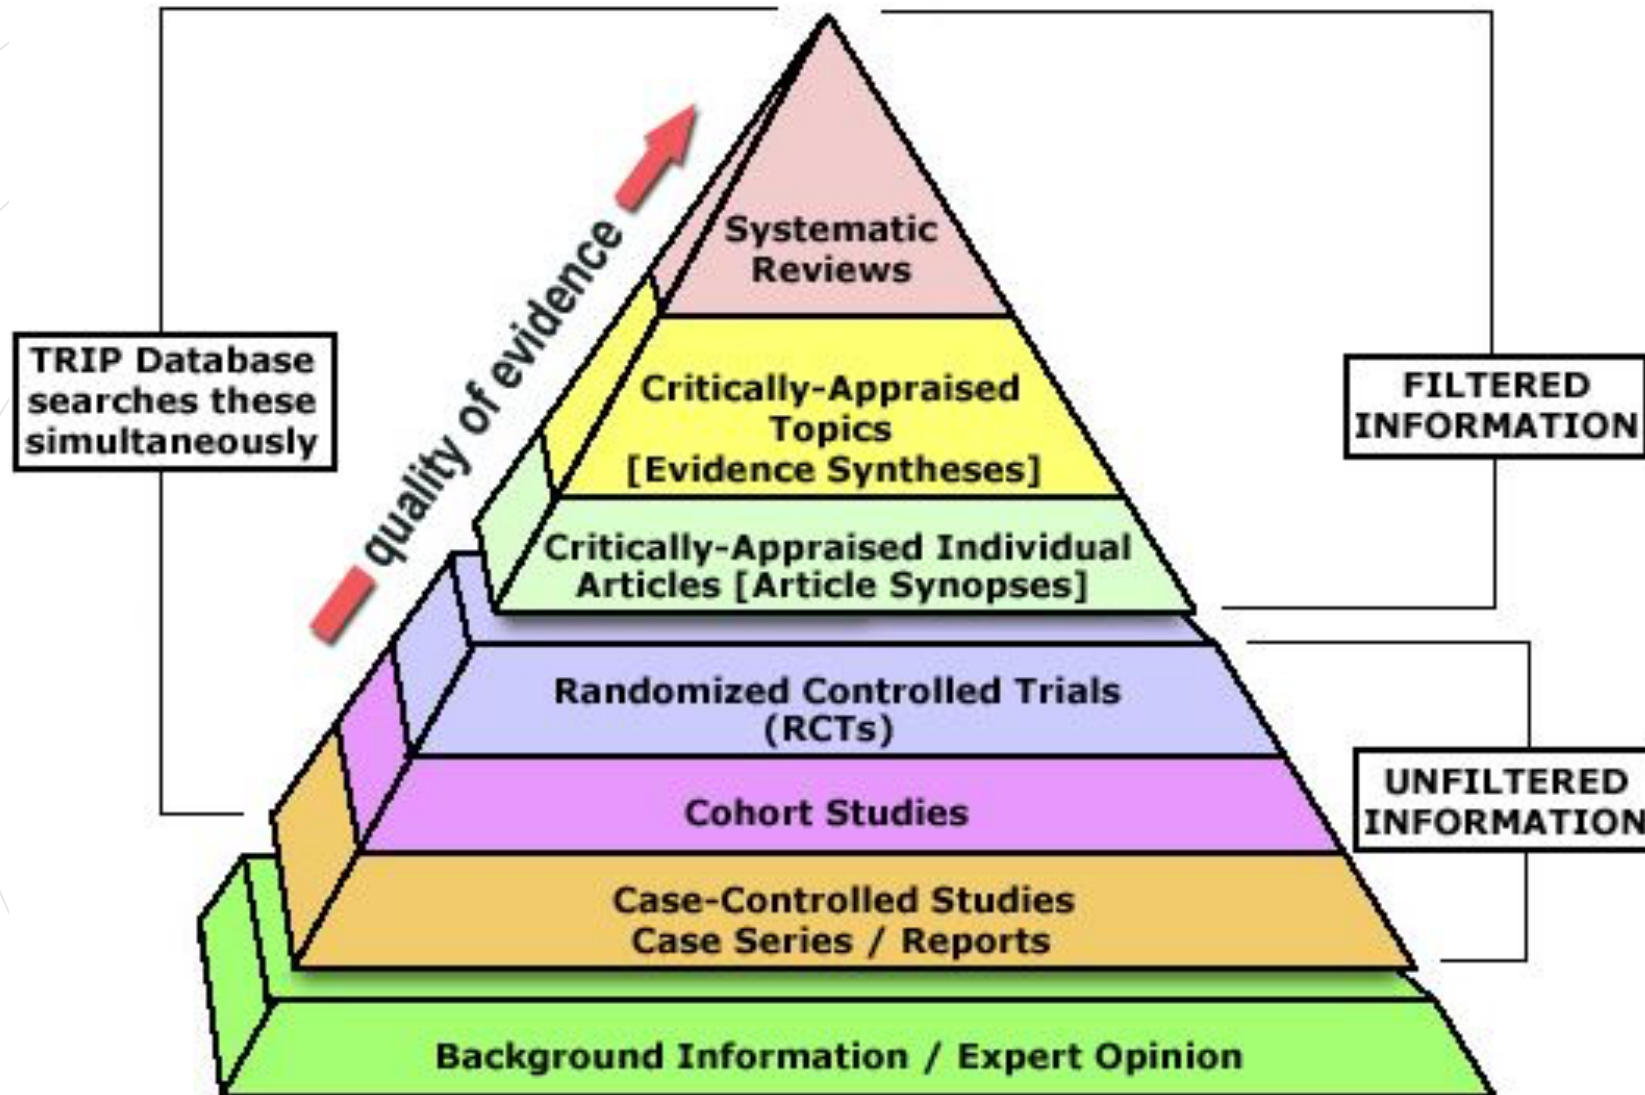 Systematic
Reviews
quality of evidence
TRIP Database
searches these
simultaneously
FILTERED
INFORMATION
Critically-Appraised
Topics
[Evidence Syntheses]
Critically-Appraised Individual
Articles [Article Synopses]
Randomized Controlled Trials
(RCTs)
UNFILTERED
INFORMATION
Cohort Studies
Case-Controlled Studies
Case Series / Reports
Background Information / Expert Opinion